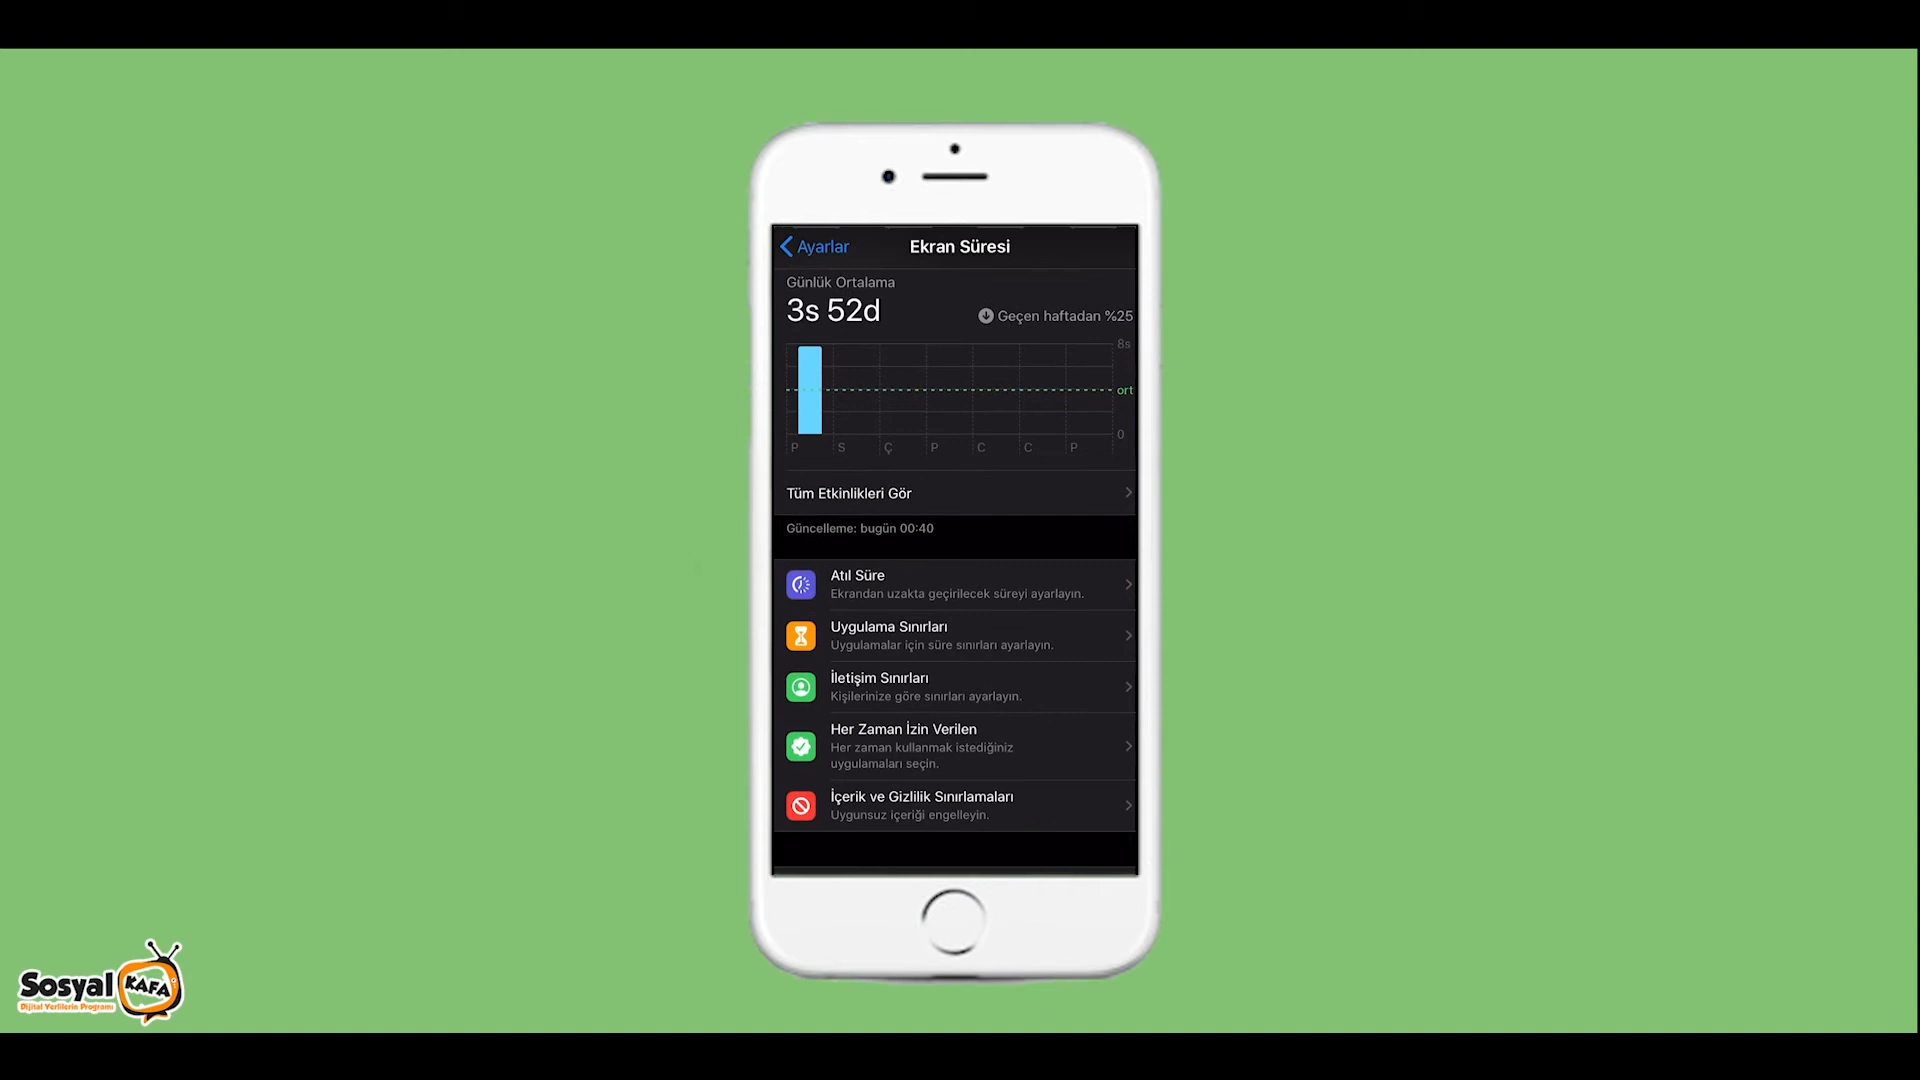 Ayarlar
Ekran Süresi
Günlük Ortalama
3s 52d
Geçen haftadan %25
8s
ort
0
P S Ç P C C P
Tüm Etkinlikleri Gör
Güncelleme: bugün 00:40
Atıl Süre
Ekrandan uzakta geçirilecek süreyi ayarlayın.
Uygulama Sınırları
Uygulamalar için süre sınırları ayarlayın.
İletişim Sınırları
Kişilerinize göre sınırları ayarlayın.
Her Zaman İzin Verilen
Her zaman kullanmak istediğiniz
uygulamaları seçin.
İçerik ve Gizlilik Sınırlamaları
Uygunsuz içeriği engelleyin.
Sosyal KAFA
Dijital Yerlilerin Programı